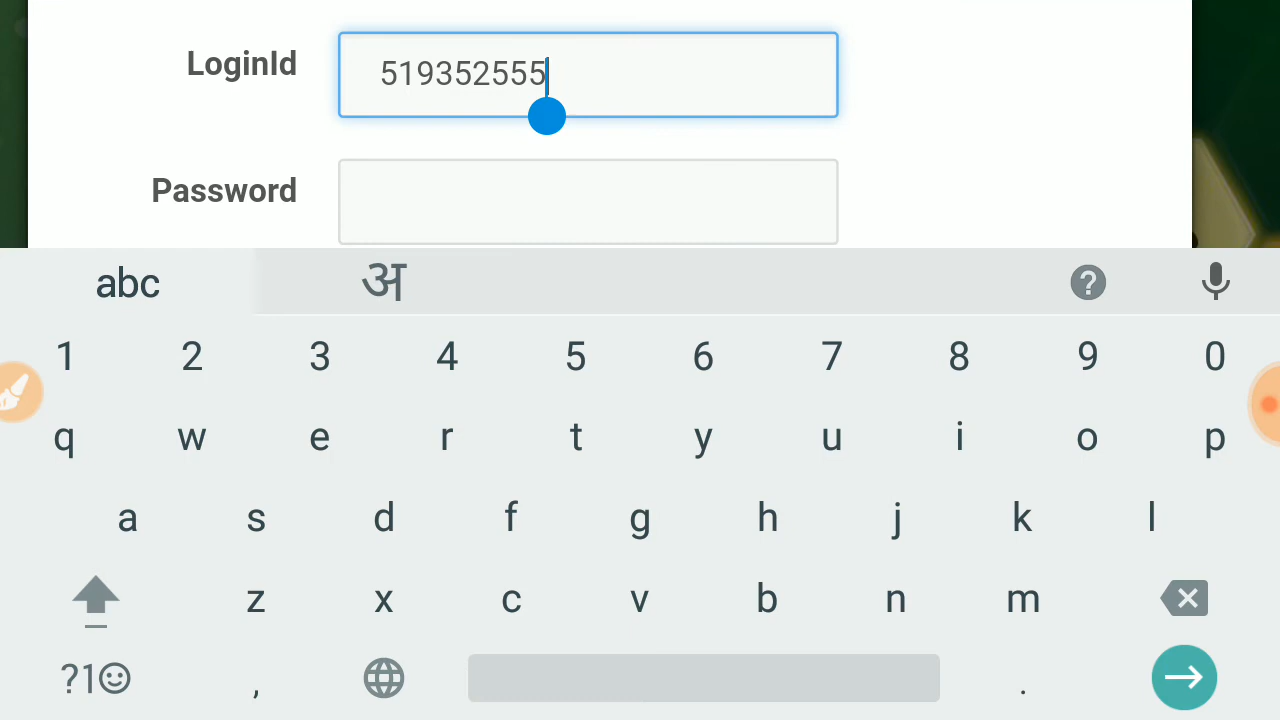 LoginId 519352555
Password
abc अ ?
1 2 3 4 5 6 7 8 9 0
q w e r t y u i o p
a s d f g h j k l
z x c v b n m
?1☺ , .